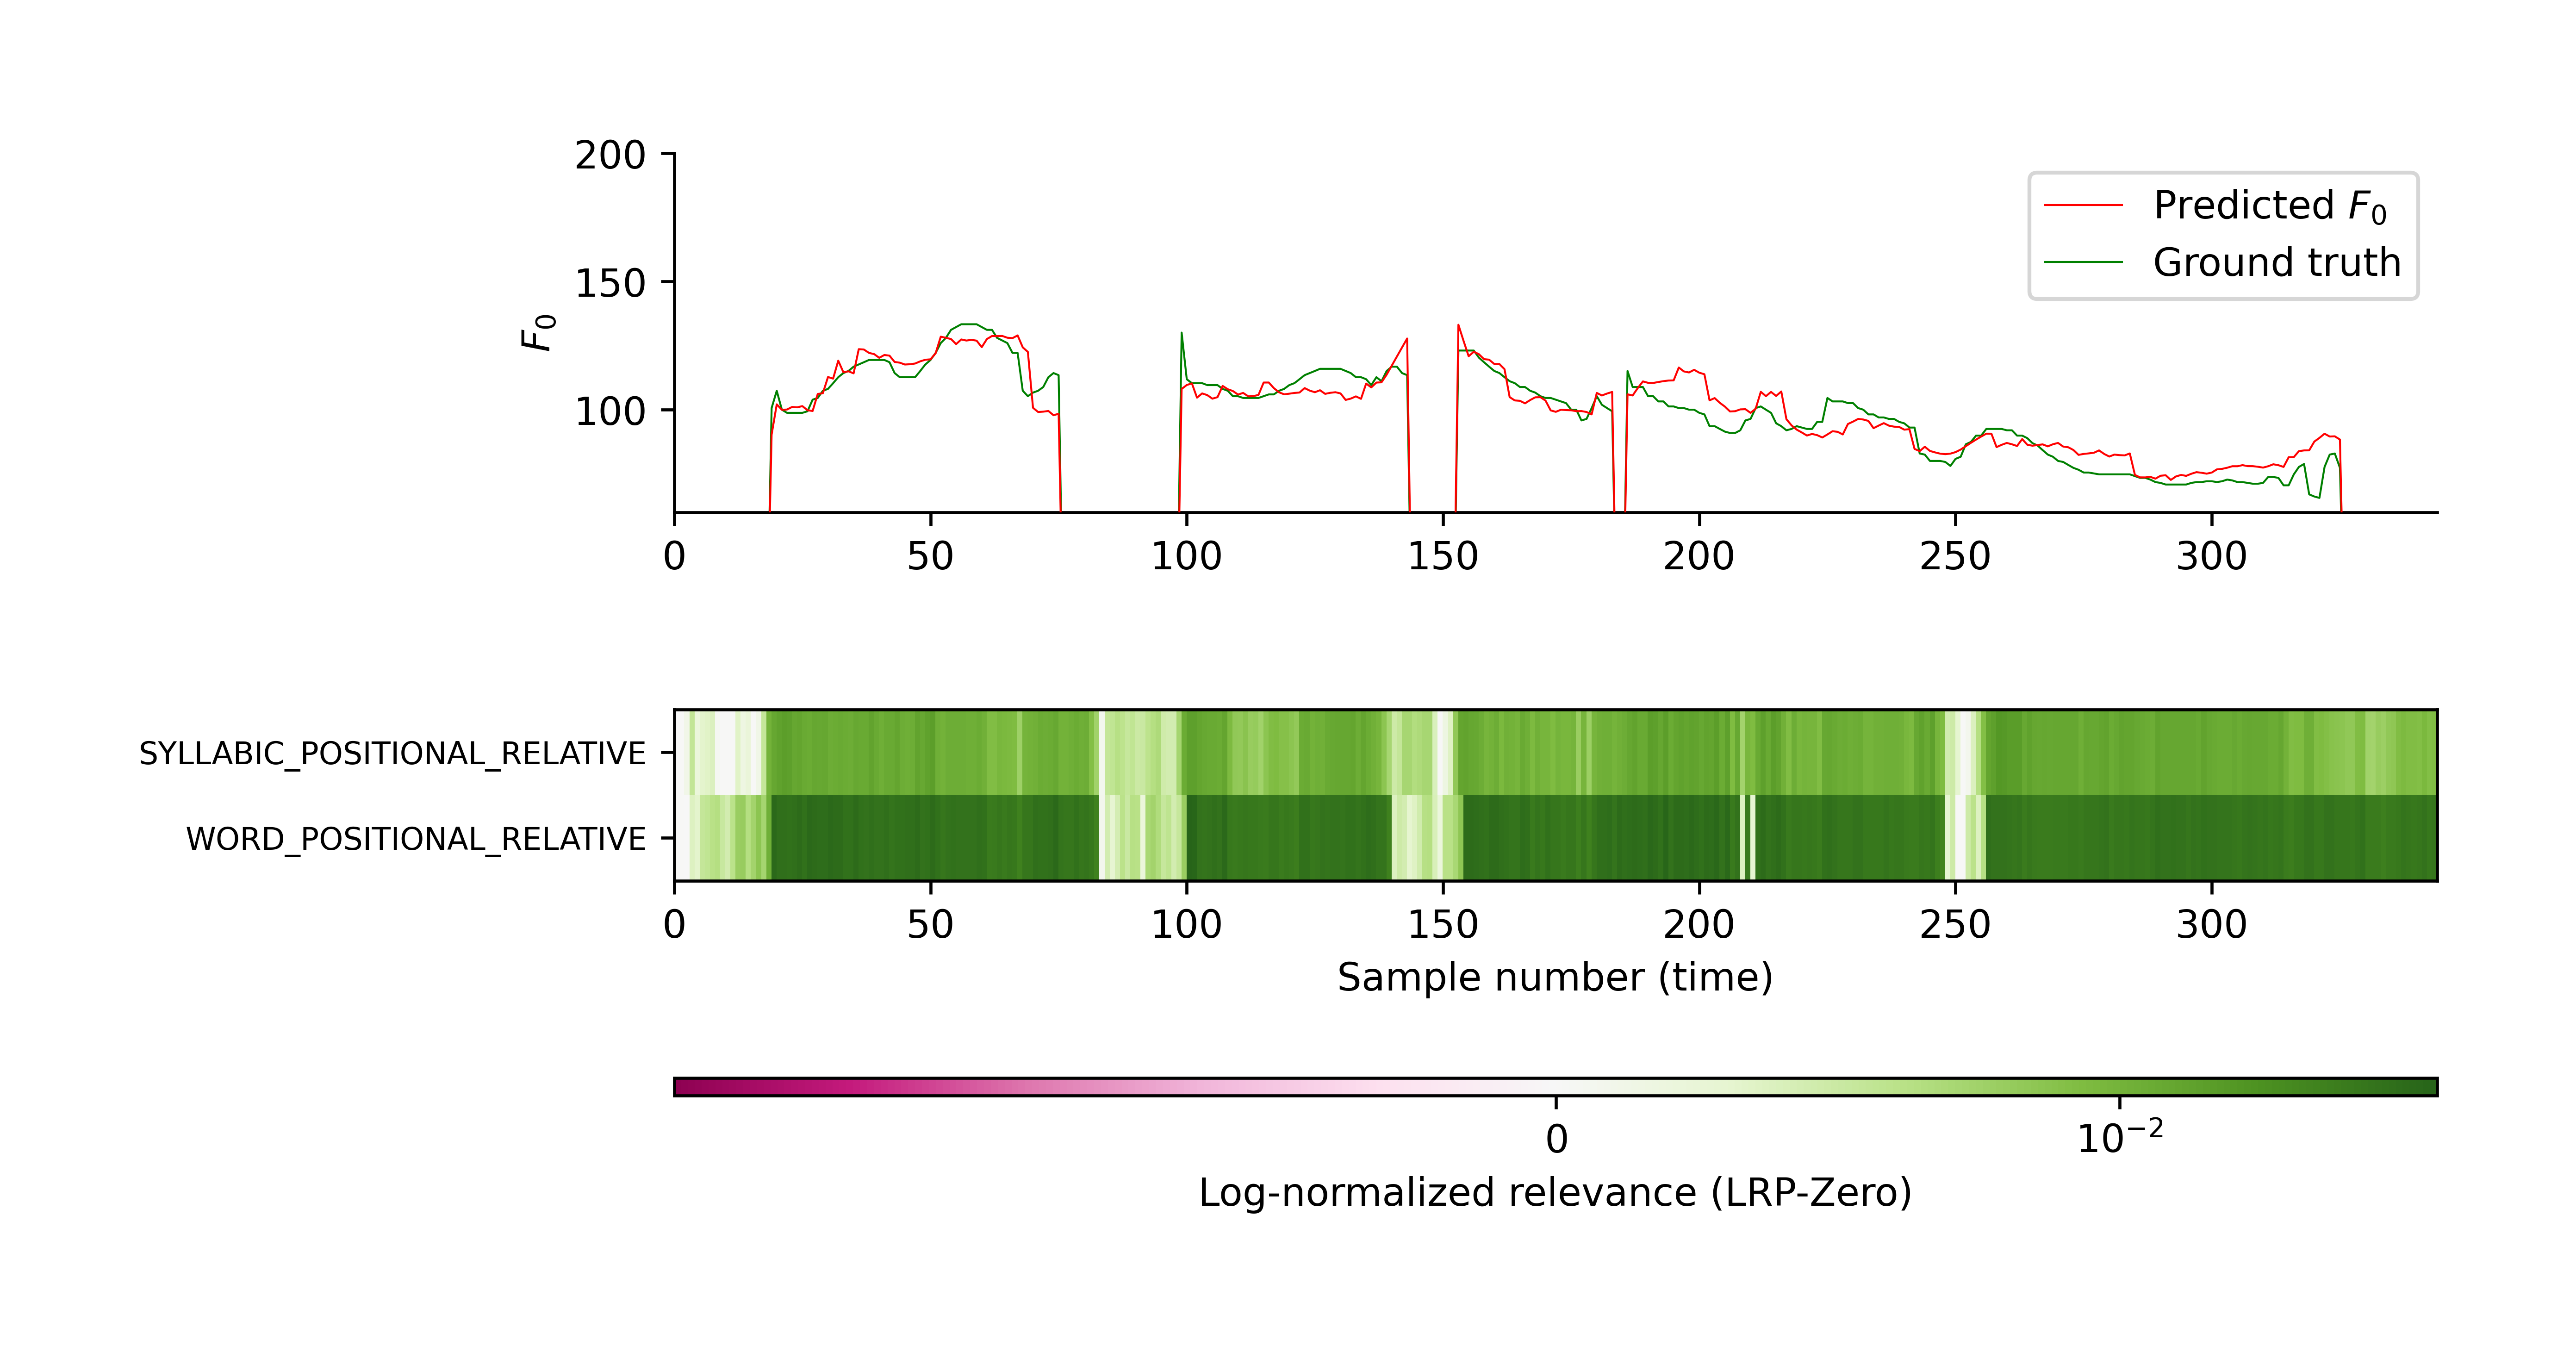 200
150
100
F₀
Predicted F₀
Ground truth
0 50 100 150 200 250 300
SYLLABIC_POSITIONAL_RELATIVE
WORD_POSITIONAL_RELATIVE
0 50 100 150 200 250 300
Sample number (time)
0 10⁻²
Log-normalized relevance (LRP-Zero)